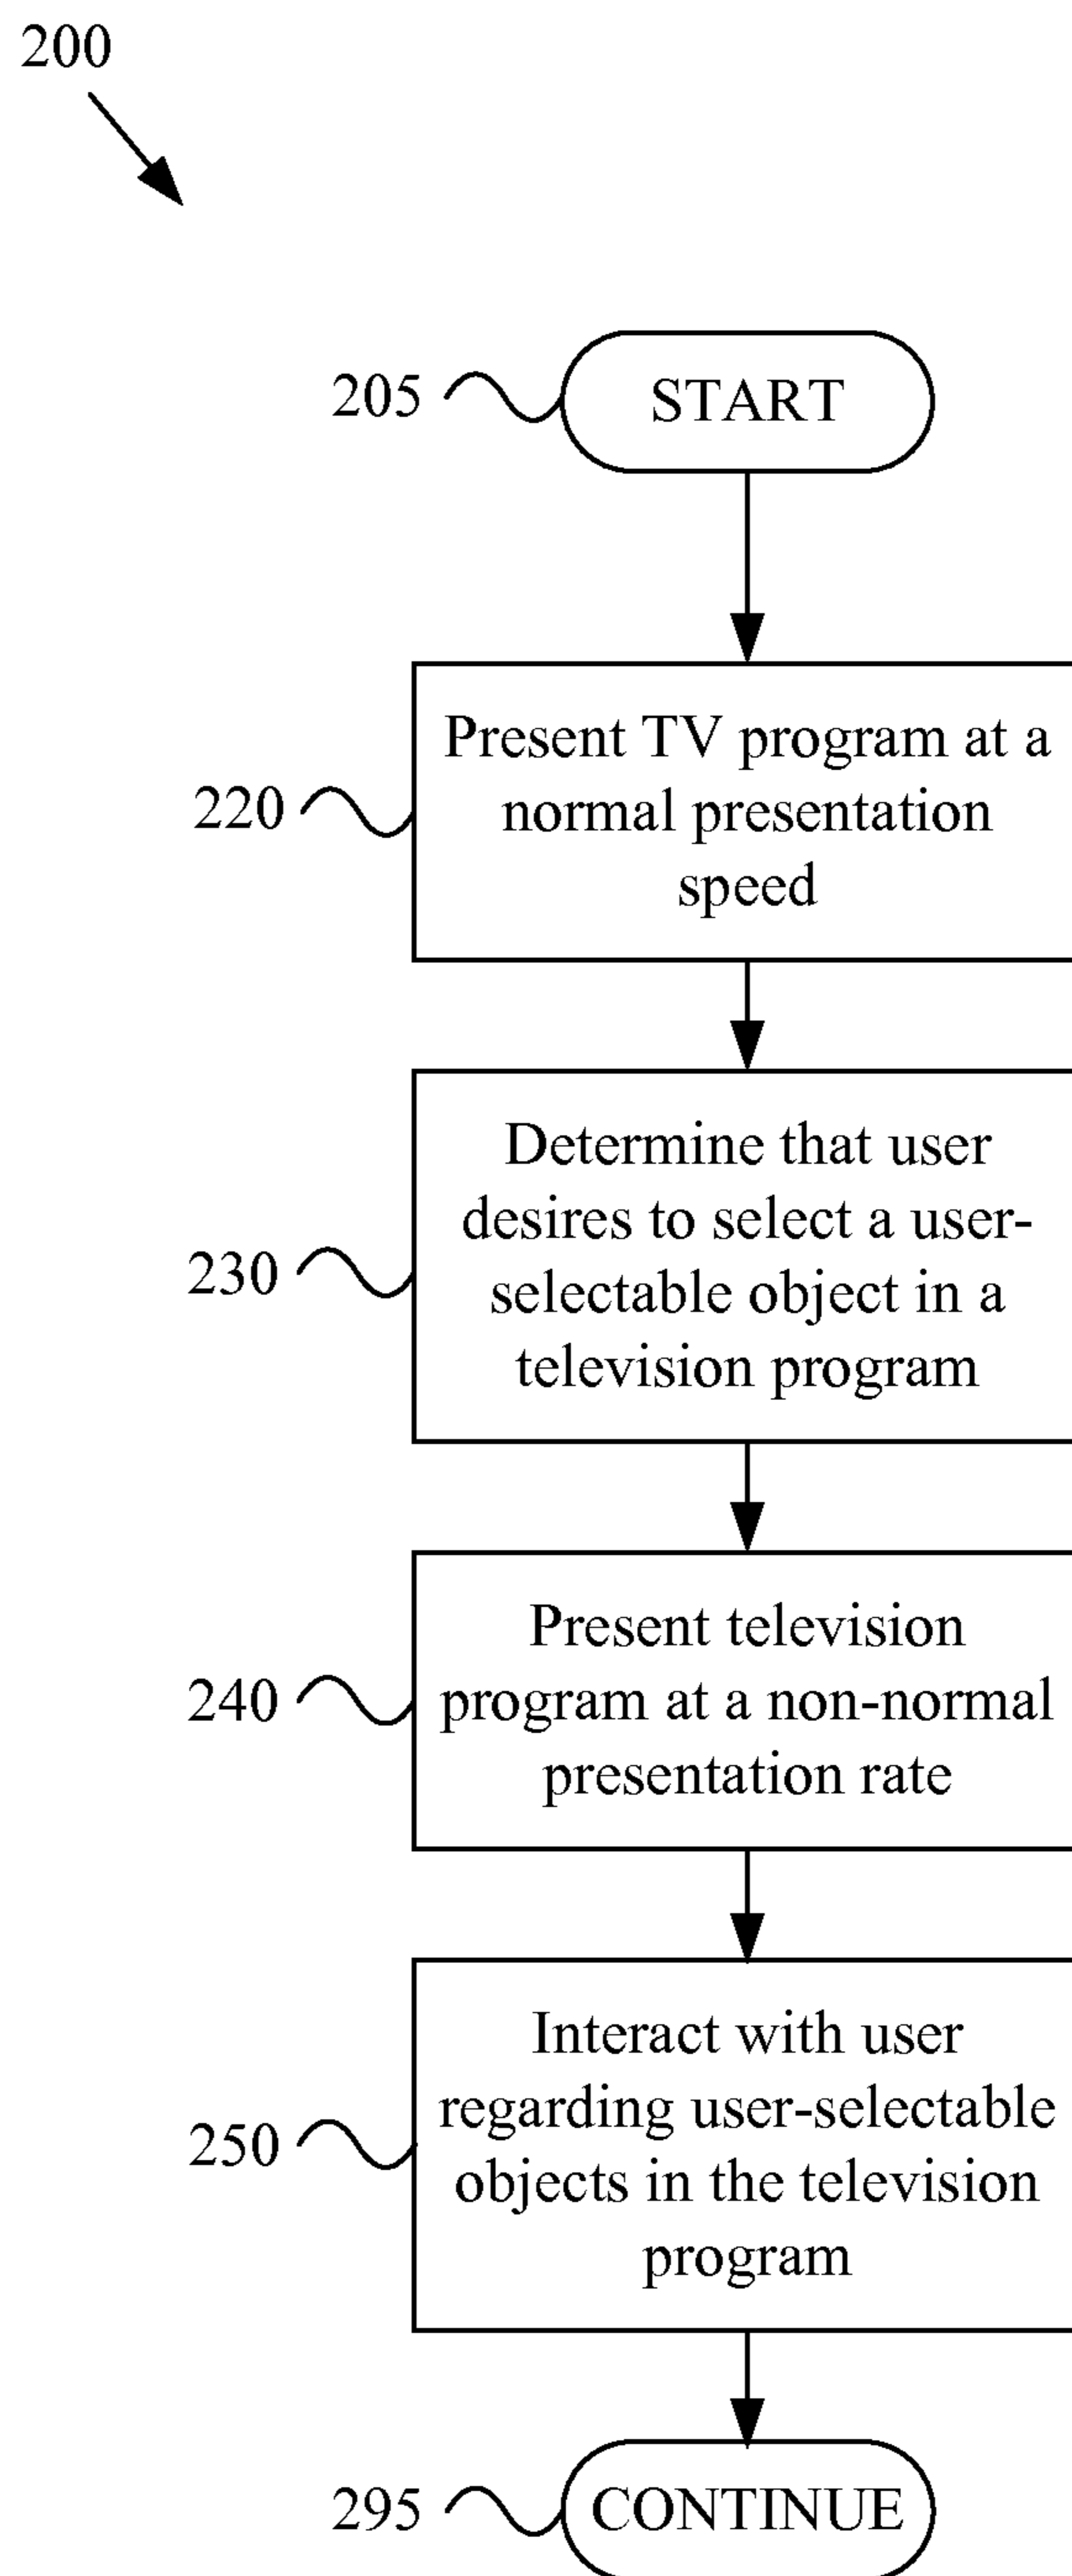 200
205
START
220
Present TV program at a
normal presentation
speed
230
Determine that user
desires to select a user-
selectable object in a
television program
240
Present television
program at a non-normal
presentation rate
250
Interact with user
regarding user-selectable
objects in the television
program
295
CONTINUE